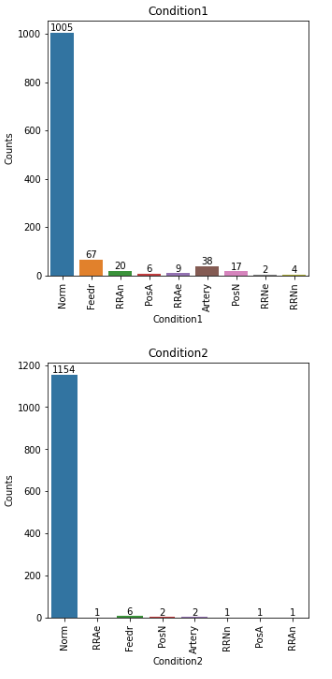 Condition1
1005
1000
800
600
400
200
0
Counts
67
20
6
9
38
17
2
4
Norm
Feedr
RRAn
PosA
RRAe
Artery
PosN
RRNe
RRNn
Condition1
Condition2
1154
1200
1000
800
600
400
200
0
Counts
1
6
2
2
1
1
1
Norm
RRAe
Feedr
PosN
Artery
RRNn
PosA
RRAn
Condition2